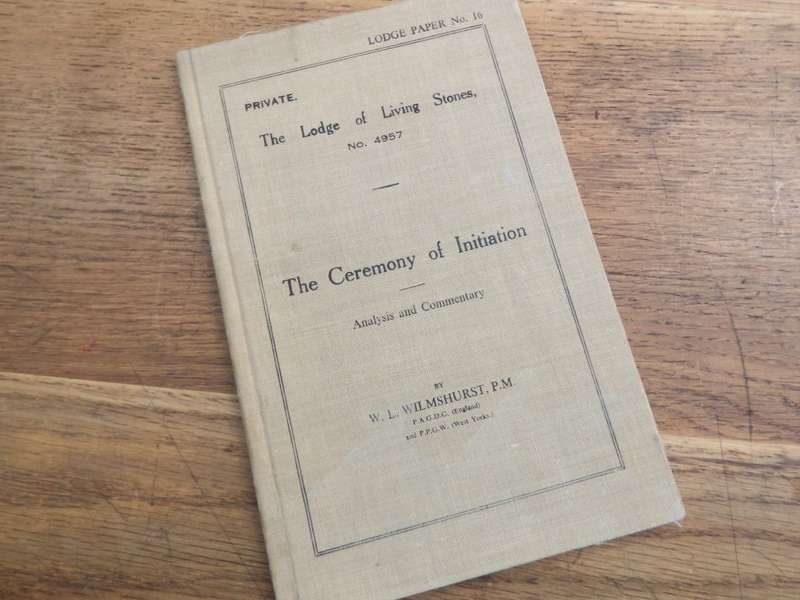 LODGE PAPER No. 16
PRIVATE.
The Lodge of Living Stones,
No. 4957
The Ceremony of Initiation
Analysis and Commentary
BY
W. L. WILMSHURST, P.M.
P.A.G.D.C. (England)
and P.P.G.W. (West Yorks.)